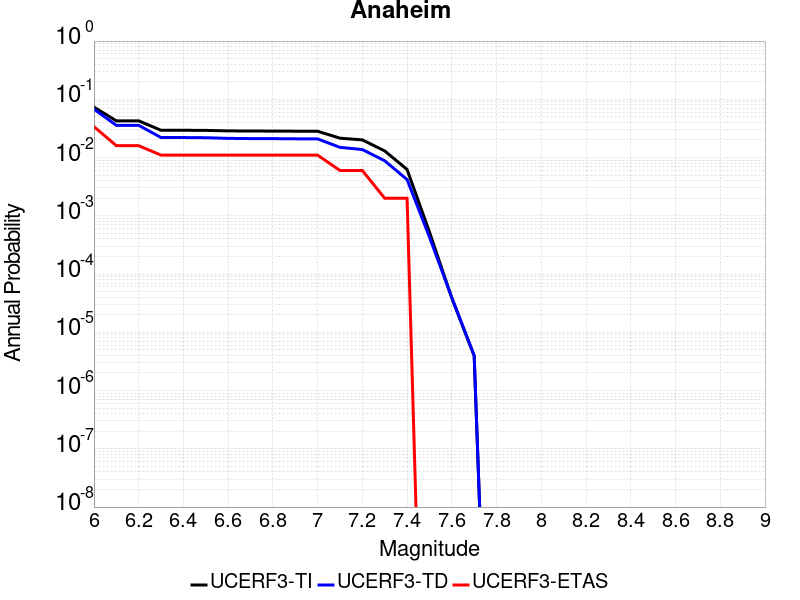 Anaheim
10^0
10^-1
10^-2
10^-3
10^-4
10^-5
10^-6
10^-7
10^-8
Annual Probability
6 6.2 6.4 6.6 6.8 7 7.2 7.4 7.6 7.8 8 8.2 8.4 8.6 8.8 9
Magnitude
UCERF3-TI UCERF3-TD UCERF3-ETAS